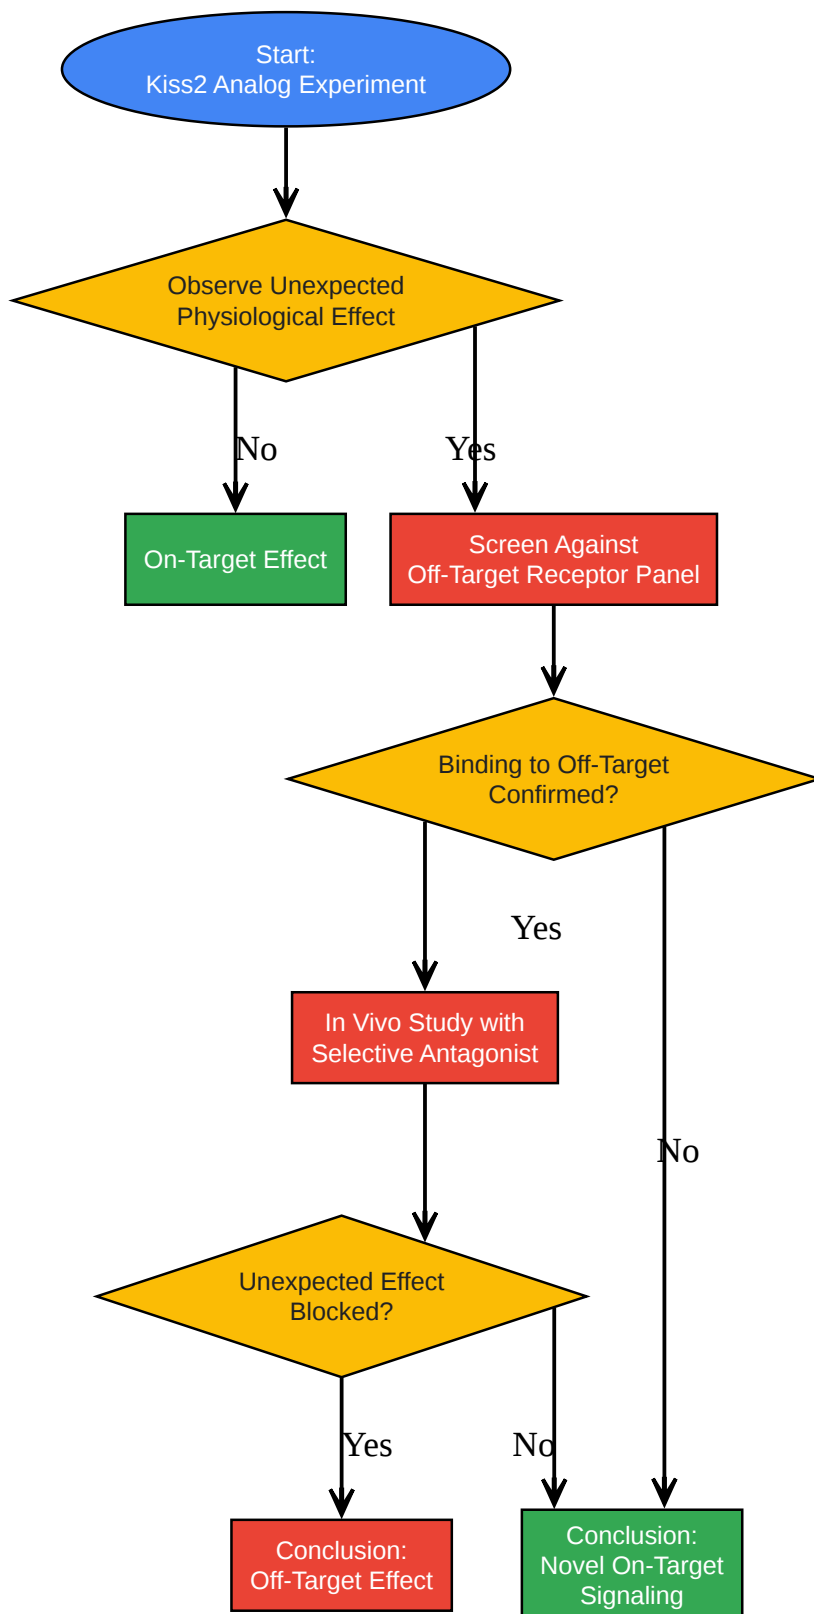 Start:
Kiss2 Analog Experiment
Observe Unexpected
Physiological Effect
No
Yes
On-Target Effect
Screen Against
Off-Target Receptor Panel
Binding to Off-Target
Confirmed?
Yes
In Vivo Study with
Selective Antagonist
No
Unexpected Effect
Blocked?
Yes
No
Conclusion:
Off-Target Effect
Conclusion:
Novel On-Target
Signaling